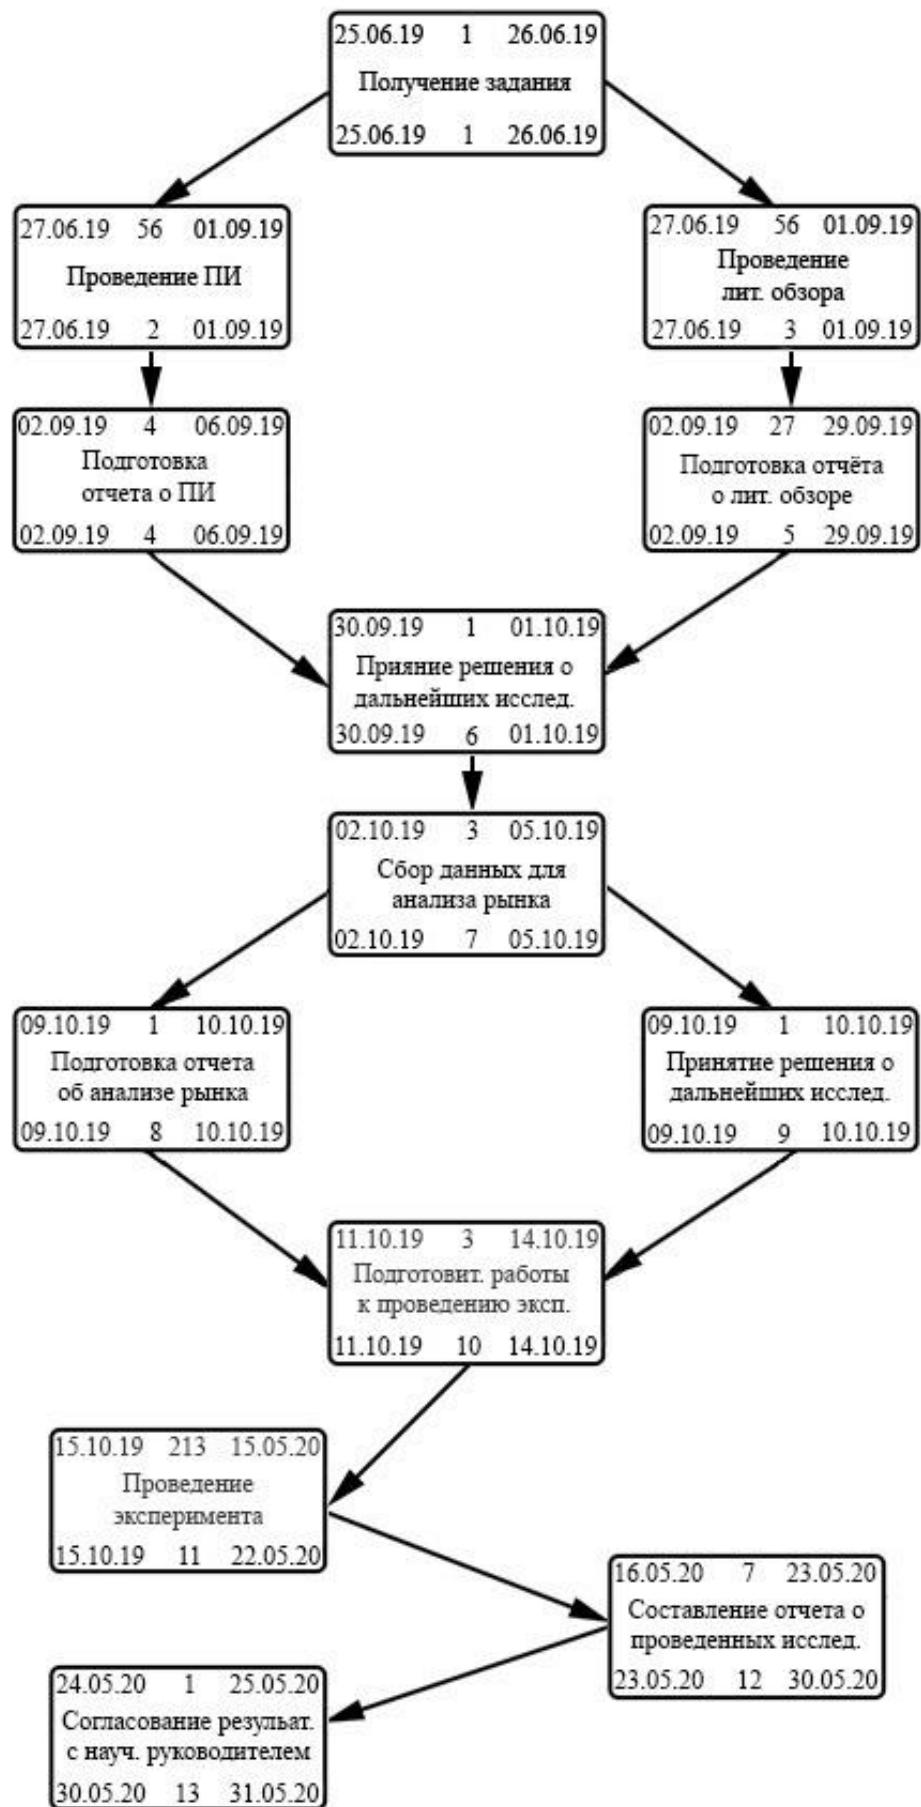 25.06.19 1 26.06.19
Получение задания
25.06.19 1 26.06.19
27.06.19 56 01.09.19
Проведение ПИ
27.06.19 2 01.09.19
27.06.19 56 01.09.19
Проведение
лит. обзора
27.06.19 3 01.09.19
02.09.19 4 06.09.19
Подготовка
отчета о ПИ
02.09.19 4 06.09.19
02.09.19 27 29.09.19
Подготовка отчёта
о лит. обзоре
02.09.19 5 29.09.19
30.09.19 1 01.10.19
Прияние решения о
дальнейших исслед.
30.09.19 6 01.10.19
02.10.19 3 05.10.19
Сбор данных для
анализа рынка
02.10.19 7 05.10.19
09.10.19 1 10.10.19
Подготовка отчета
об анализе рынка
09.10.19 8 10.10.19
09.10.19 1 10.10.19
Принятие решения о
дальнейших исслед.
09.10.19 9 10.10.19
11.10.19 3 14.10.19
Подготовит. работы
к проведению эксп.
11.10.19 10 14.10.19
15.10.19 213 15.05.20
Проведение
эксперимента
15.10.19 11 22.05.20
16.05.20 7 23.05.20
Составление отчета о
проведенных исслед.
23.05.20 12 30.05.20
24.05.20 1 25.05.20
Согласование резульат.
с науч. руководителем
30.05.20 13 31.05.20